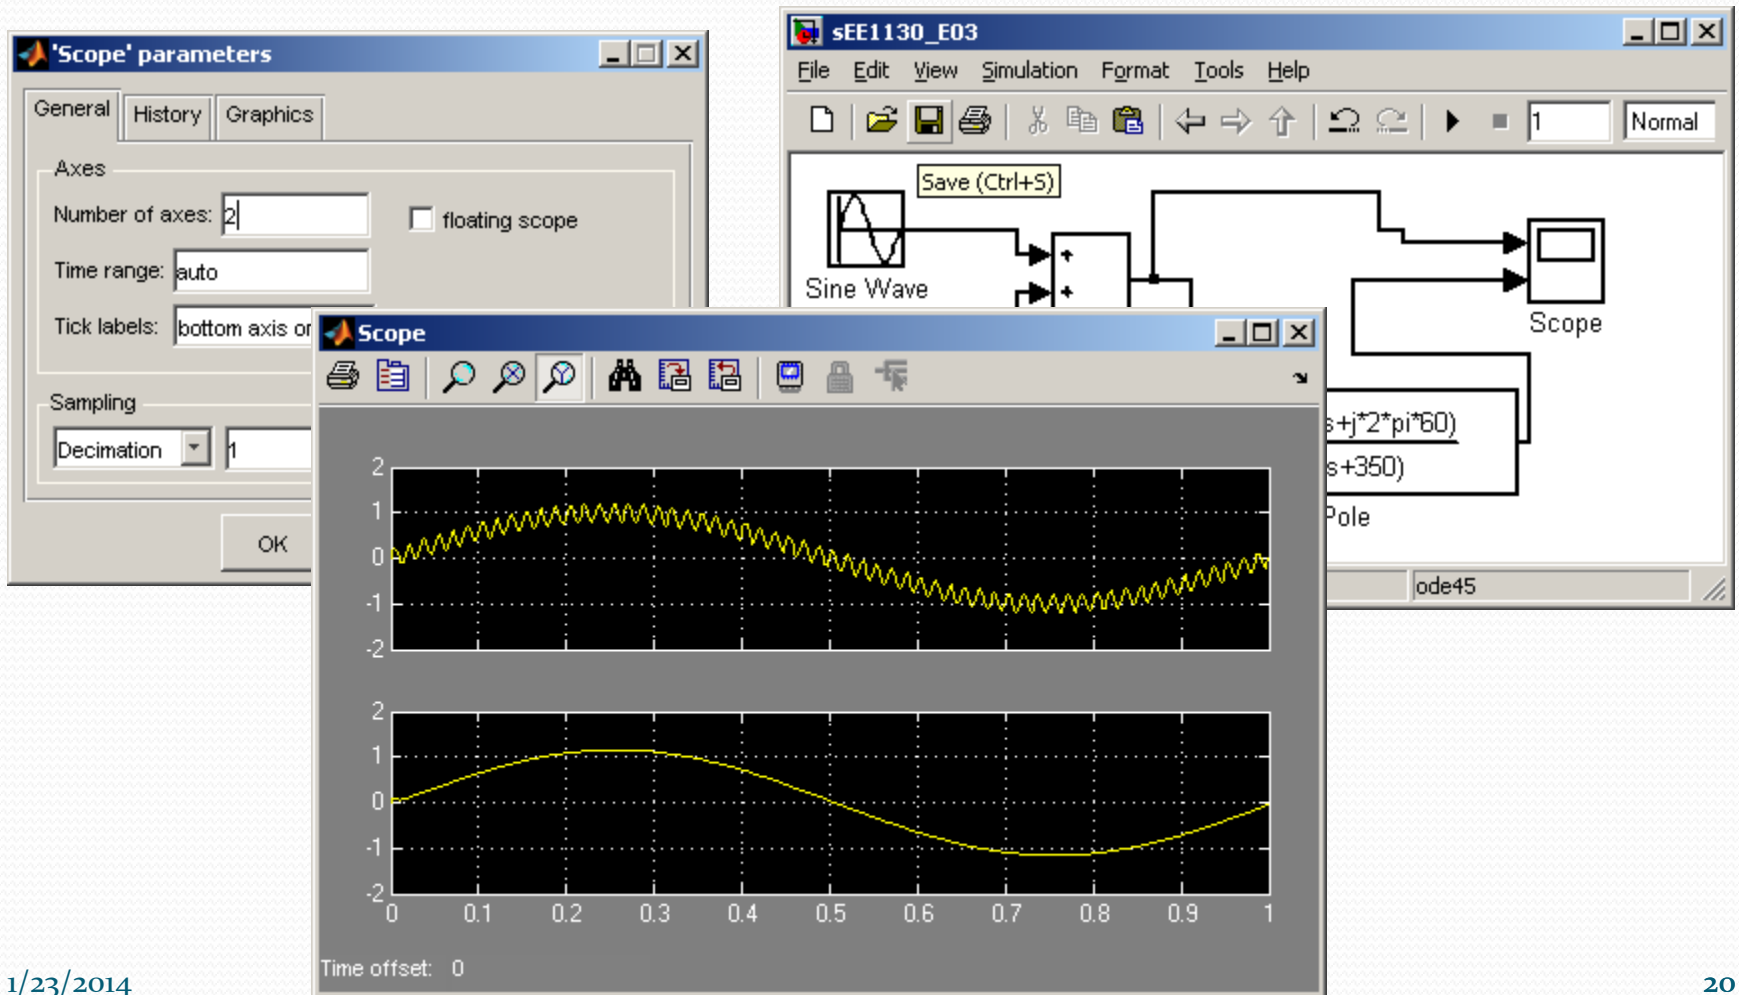 'Scope' parameters
General
History
Graphics
Axes
Number of axes: 2
floating scope
Time range: auto
Tick labels: bottom axis or
Sampling
Decimation
1
OK
sEE1130_E03
File Edit View Simulation Format Tools Help
1
Normal
Save (Ctrl+S)
Sine Wave
+
+
Scope
s+j*2*pi*60)
s+350)
Pole
ode45
Scope
2
1
0
-1
-2
2
1
0
-1
-2
0 0.1 0.2 0.3 0.4 0.5 0.6 0.7 0.8 0.9 1
Time offset: 0
1/23/2014
20